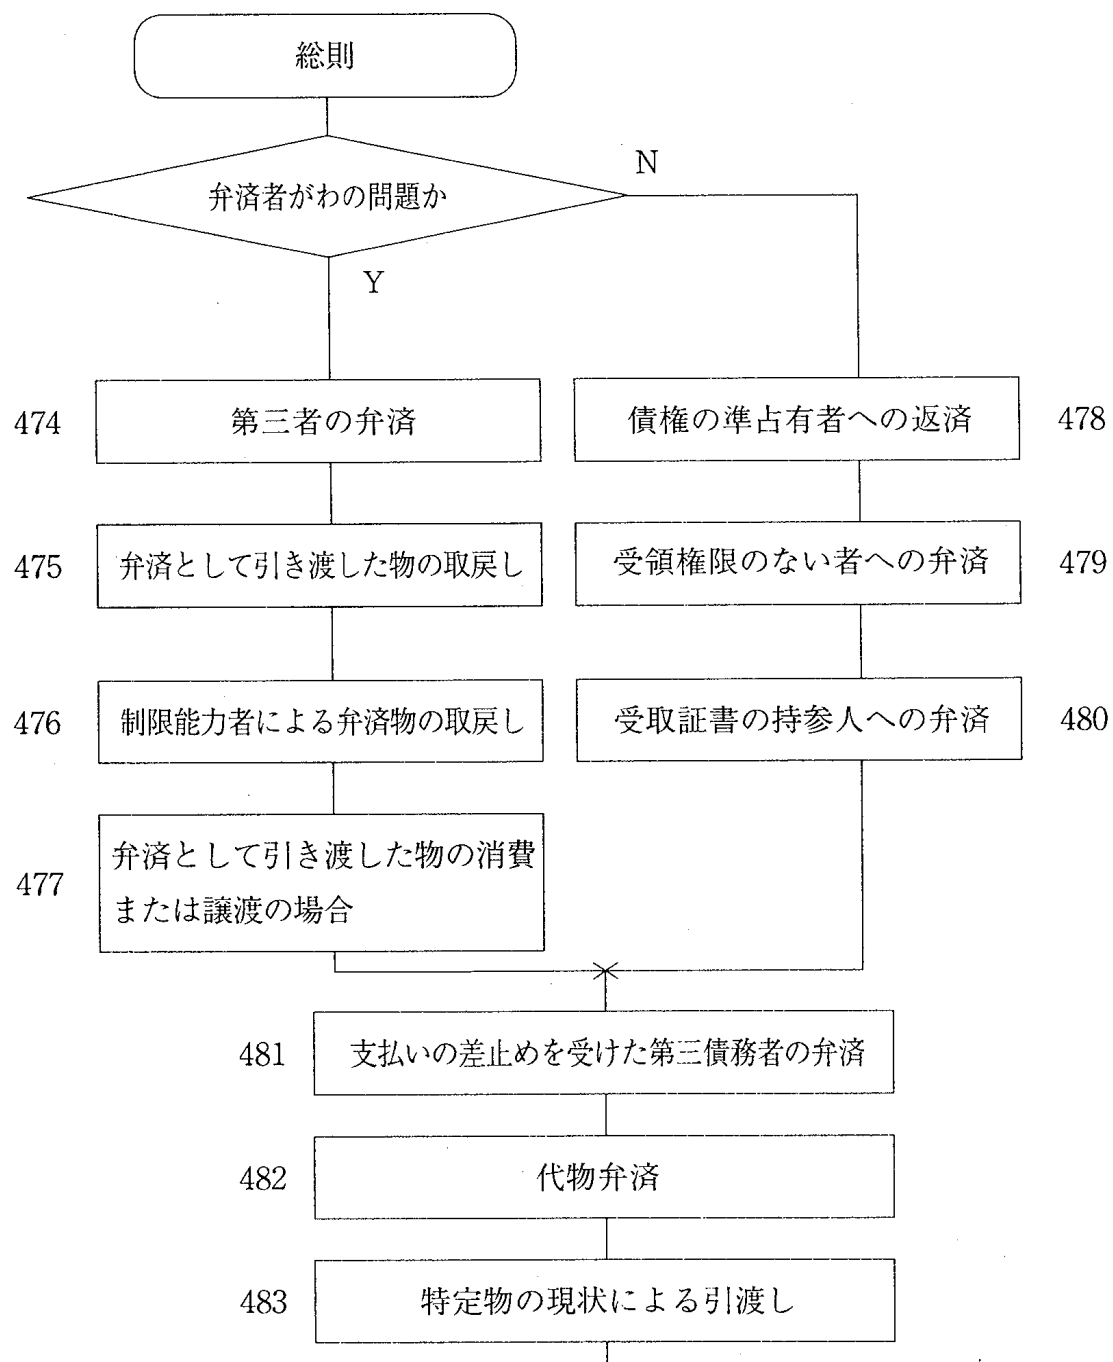 総則
弁済者がわの問題か
N
Y
474
第三者の弁済
債権の準占有者への返済
478
475
弁済として引き渡した物の取戻し
受領権限のない者への弁済
479
476
制限能力者による弁済物の取戻し
受取証書の持参人への弁済
480
477
弁済として引き渡した物の消費
または譲渡の場合
481
支払いの差止めを受けた第三債務者の弁済
482
代物弁済
483
特定物の現状による引渡し